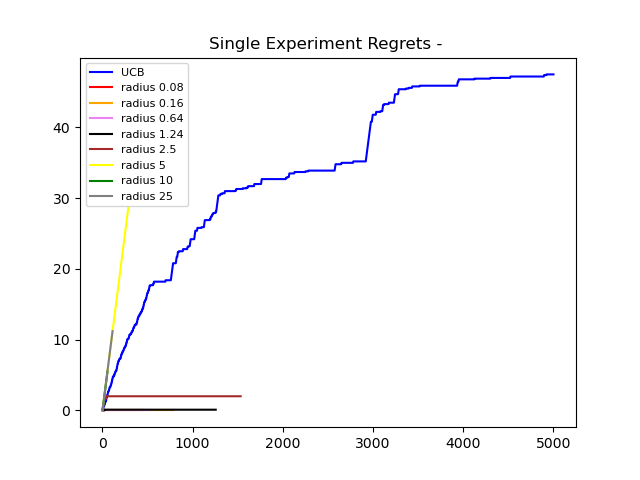 Single Experiment Regrets -
UCB
radius 0.08
radius 0.16
radius 0.64
radius 1.24
radius 2.5
radius 5
radius 10
radius 25
40
30
20
10
0
0 1000 2000 3000 4000 5000